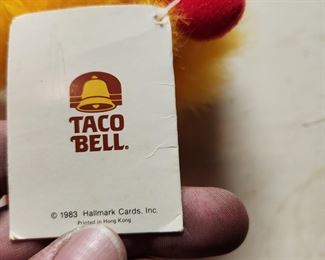 TACO
BELL.
© 1983 Hallmark Cards, Inc.
Printed in Hong Kong